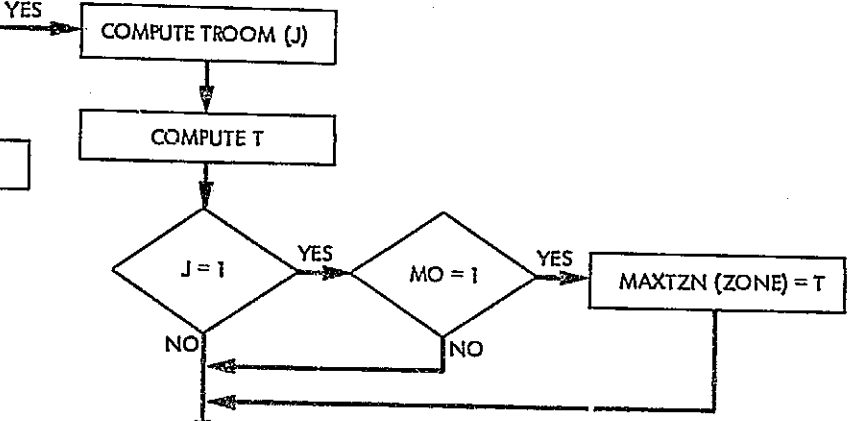 YES
COMPUTE TROOM (J)
COMPUTE T
J = 1
YES
MO = 1
YES
MAXTZN (ZONE) = T
NO
NO